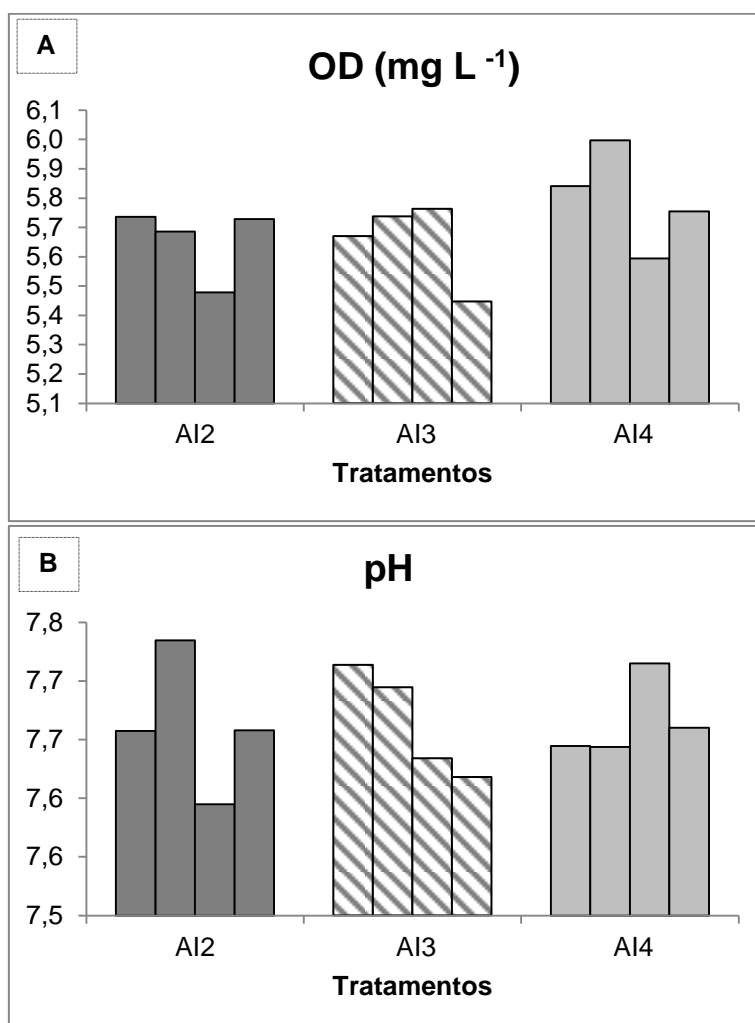 A
OD (mg L -1)
6,1
6,0
5,9
5,8
5,7
5,6
5,5
5,4
5,3
5,2
5,1
AI2 AI3 AI4
Tratamentos
B
pH
7,8
7,7
7,7
7,6
7,6
7,5
AI2 AI3 AI4
Tratamentos